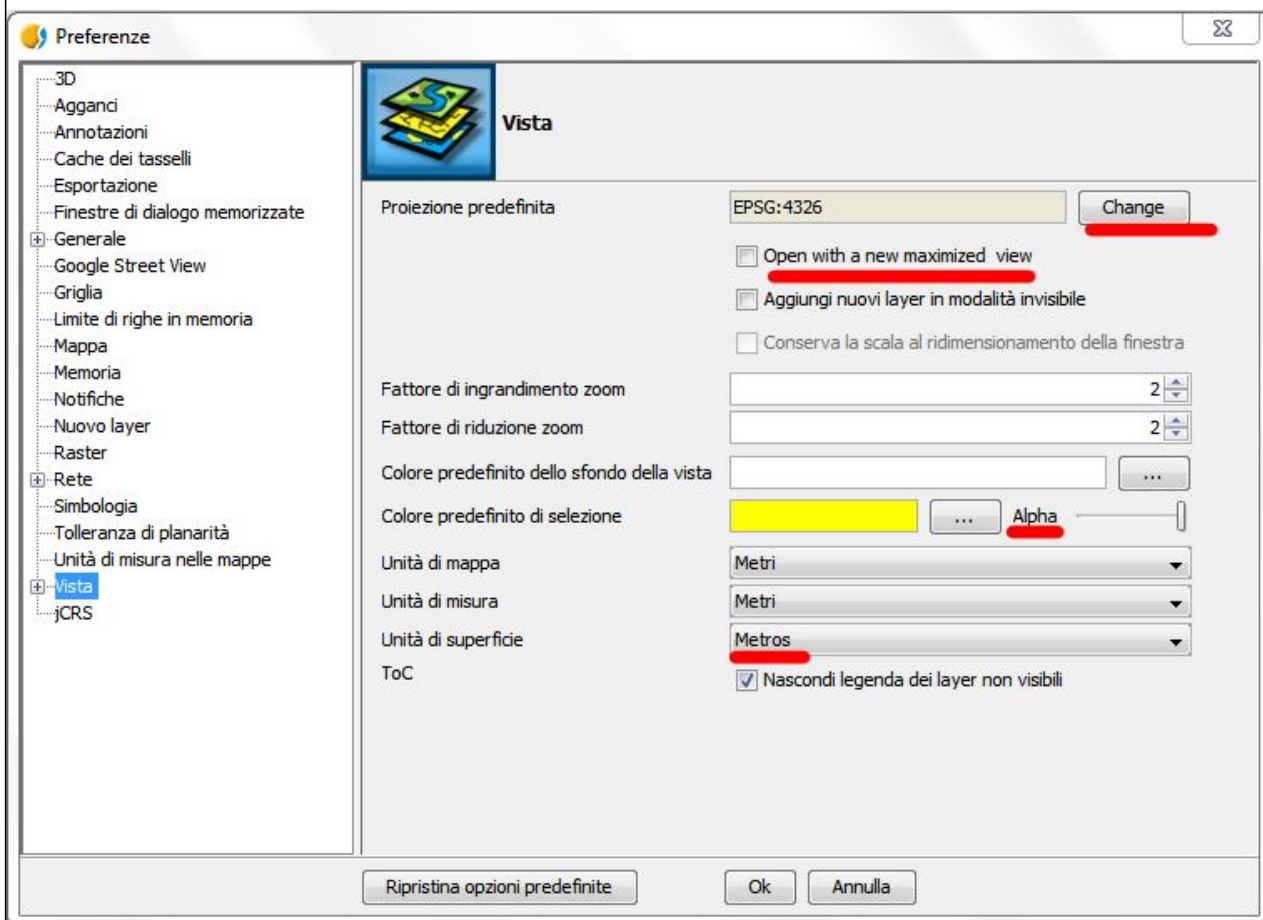 Preferenze
3D
Agganci
Annotazioni
Cache dei tasselli
Esportazione
Finestre di dialogo memorizzate
Generale
Google Street View
Griglia
Limite di righe in memoria
Mappa
Memoria
Notifiche
Nuovo layer
Raster
Rete
Simbologia
Tolleranza di planarità
Unità di misura nelle mappe
Vista
jCRS
Vista
Proiezione predefinita EPSG:4326 Change
Open with a new maximized view
Aggiungi nuovi layer in modalità invisibile
Conserva la scala al ridimensionamento della finestra
Fattore di ingrandimento zoom 2
Fattore di riduzione zoom 2
Colore predefinito dello sfondo della vista ...
Colore predefinito di selezione ... Alpha
Unità di mappa Metri
Unità di misura Metri
Unità di superficie Metros
ToC Nascondi legenda dei layer non visibili
Ripristina opzioni predefinite Ok Annulla